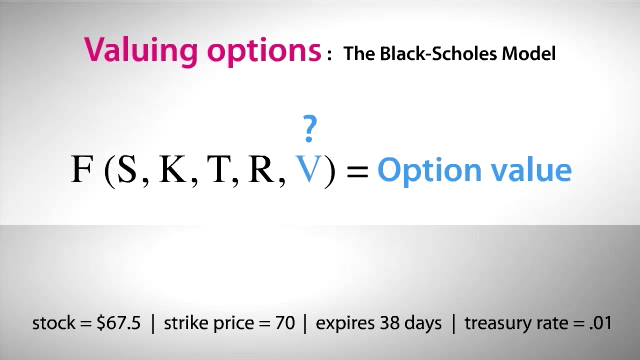 Valuing options : The Black-Scholes Model
?
F (S, K, T, R, V) = Option value
stock = $67.5 | strike price = 70 | expires 38 days | treasury rate = .01